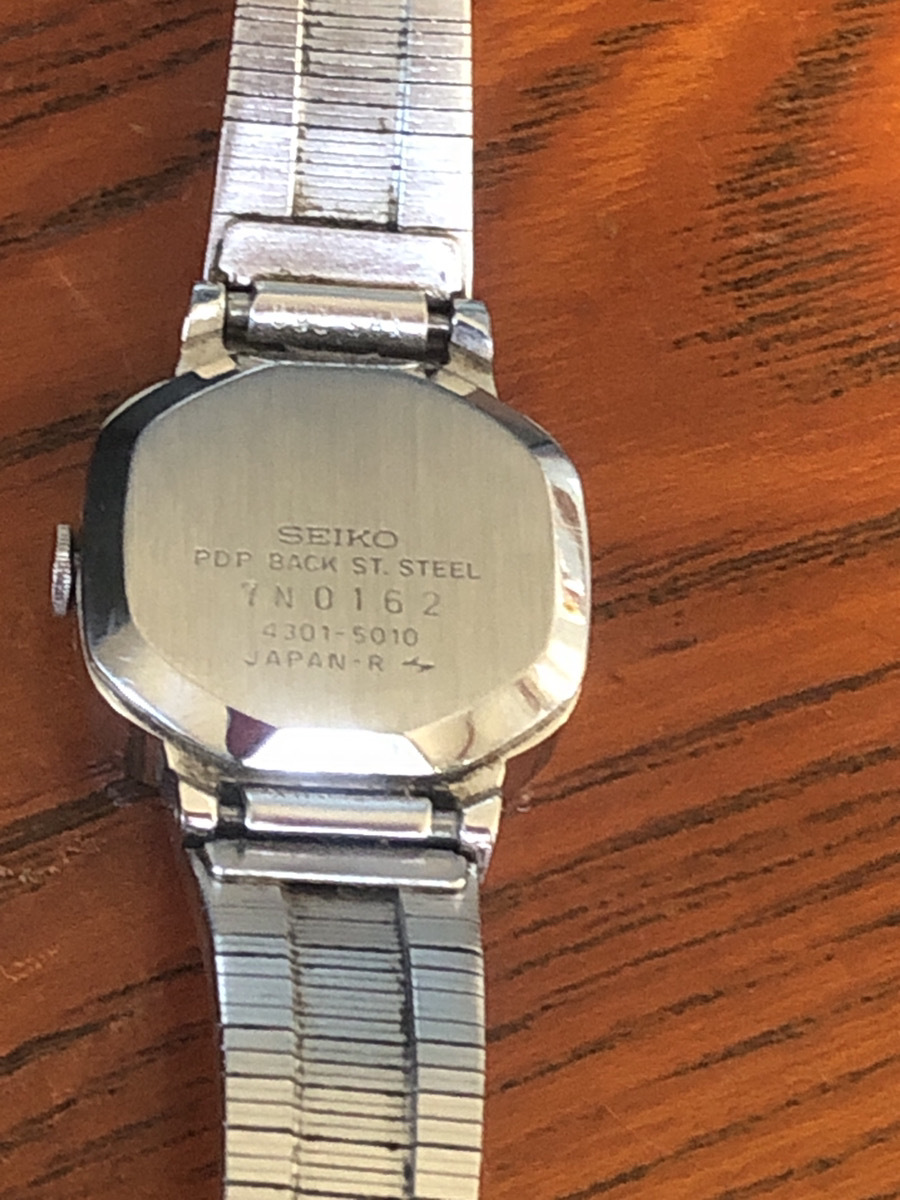 SEIKO
PDP BACK ST. STEEL
7N0162
4301-5010
JAPAN-R